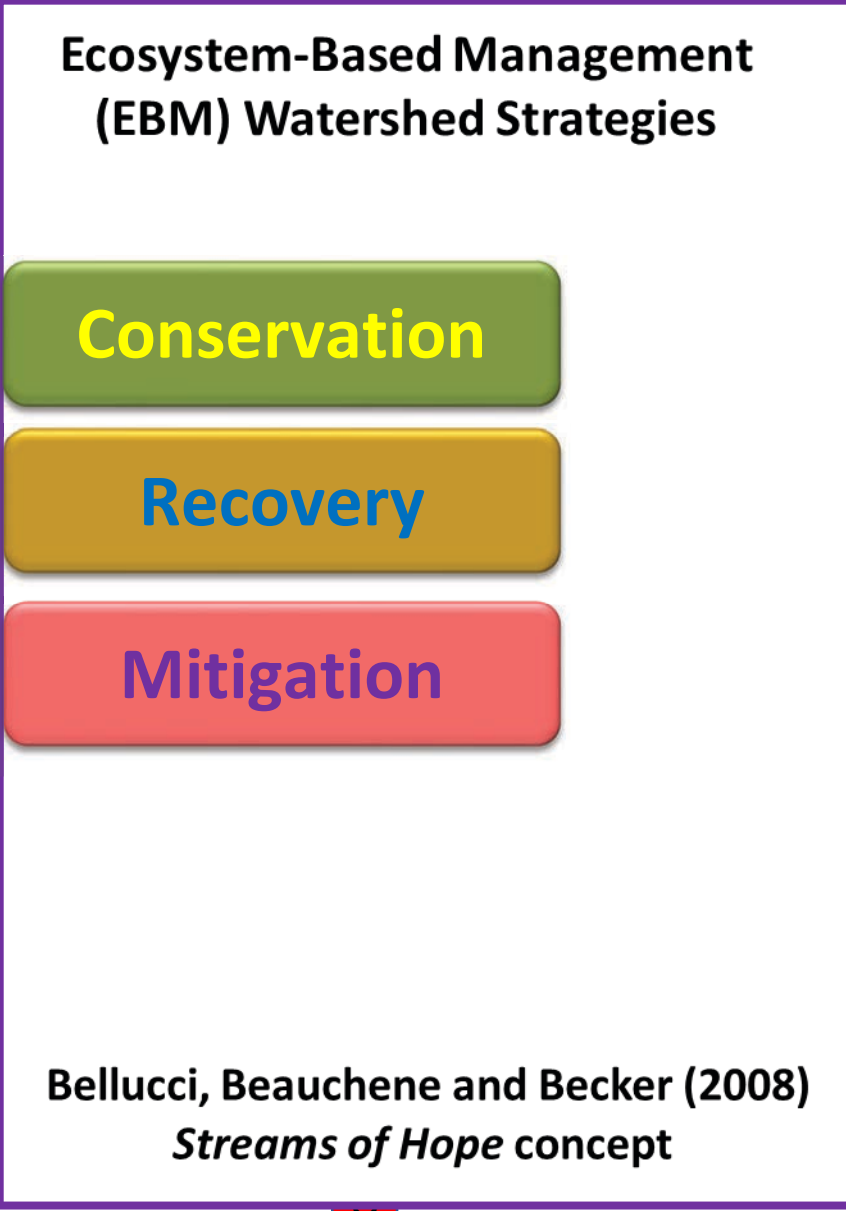 Ecosystem-Based Management
(EBM) Watershed Strategies
Conservation
Recovery
Mitigation
Bellucci, Beauchene and Becker (2008)
Streams of Hope concept